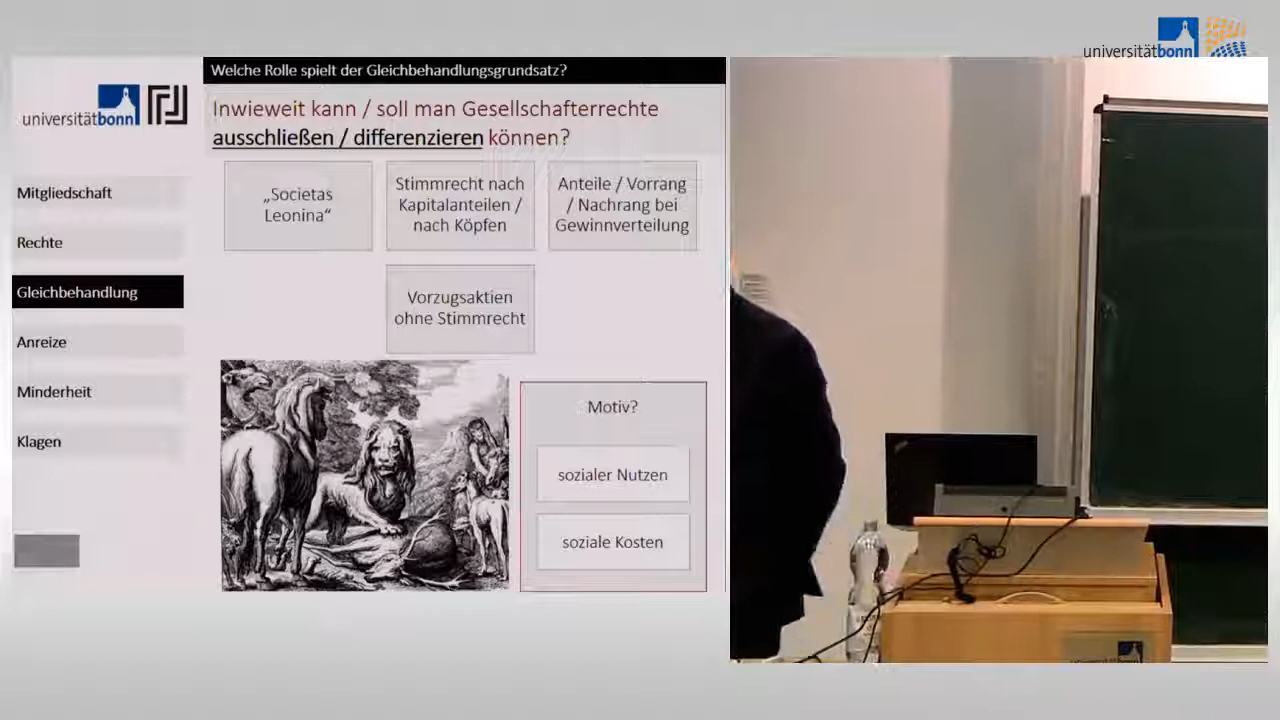 universitätbonn
Welche Rolle spielt der Gleichbehandlungsgrundsatz?
universitätbonn
Inwieweit kann / soll man Gesellschafterrechte
ausschließen / differenzieren können?
Mitgliedschaft
Rechte
Gleichbehandlung
Anreize
Minderheit
Klagen
„Societas
Leonina“
Stimmrecht nach
Kapitalanteilen /
nach Köpfen
Anteile / Vorrang
/ Nachrang bei
Gewinnverteilung
Vorzugsaktien
ohne Stimmrecht
Motiv?
sozialer Nutzen
soziale Kosten
universitätbonn